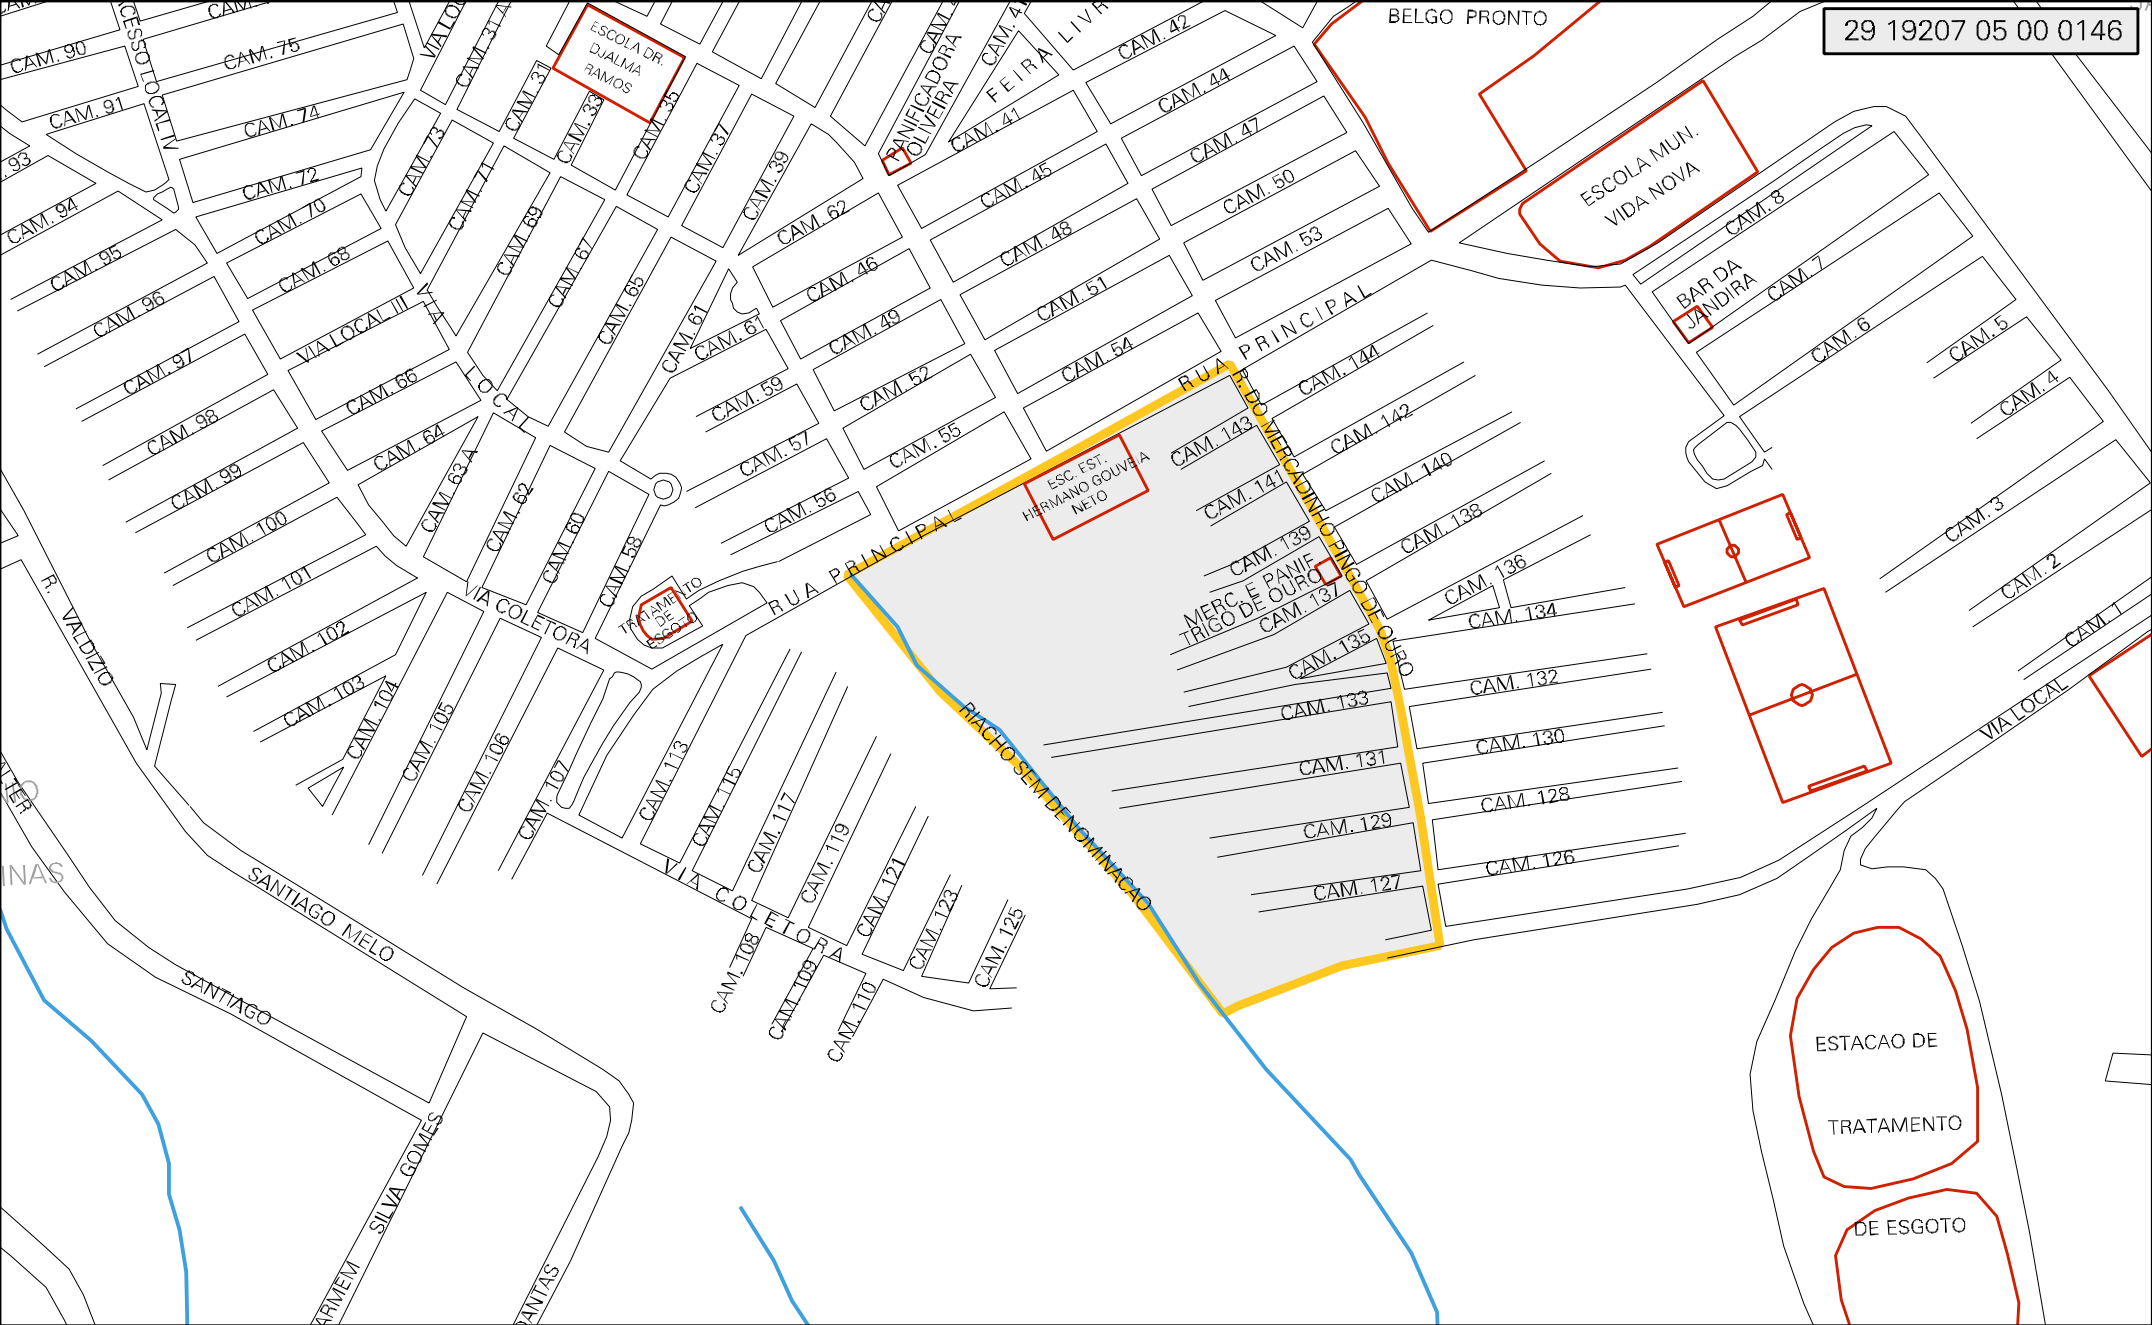 29 19207 05 00 0146
BELGO PRONTO
ESCOLA DR.
DJALMA
RAMOS
PANIFICADORA
OLIVEIRA
CAM. 42
CAM. 90
CAM. 75
CAM. 31 A
CAM. 91
CAM. 74
CAM. 73
CAM. 31
CAM. 33
CAM. 35
CAM. 37
CAM. 39
CAM. 41
CAM. 44
CAM. 47
ESCOLA MUN.
VIDA NOVA
CAM. 72
CAM. 71
CAM. 45
CAM. 50
CAM. 8
CAM. 94
CAM. 70
CAM. 69
CAM. 62
CAM. 48
CAM. 53
CAM. 95
CAM. 68
CAM. 67
CAM. 46
CAM. 51
BAR DA
JANDIRA
CAM. 7
CAM. 96
VIA LOCAL III
VIA LOCAL
CAM. 65
CAM. 61
CAM. 61
CAM. 49
CAM. 54
RUA PRINCIPAL
CAM. 6
CAM. 5
CAM. 97
CAM. 66
CAM. 59
CAM. 52
CAM. 144
CAM. 4
CAM. 98
CAM. 64
CAM. 57
CAM. 55
CAM. 143
CAM. 142
R. DO MERCADINHO PINGO DE OURO
CAM. 99
CAM. 63 A
CAM. 62
CAM. 56
ESC. EST.
HERMANO GOUVEIA
NETO
CAM. 141
CAM. 140
CAM. 100
CAM. 60
CAM. 58
RUA PRINCIPAL
CAM. 139
CAM. 138
CAM. 3
CAM. 101
VIA COLETORA
TRATAMENTO
DE
ESGOTO
MERC. E PANIF.
TRIGO DE OURO
CAM. 137
CAM. 136
CAM. 2
R. VALDIZIO
CAM. 102
CAM. 135
CAM. 134
CAM. 1
CAM. 103
CAM. 104
CAM. 105
CAM. 106
CAM. 107
CAM. 113
CAM. 115
CAM. 117
CAM. 119
CAM. 121
CAM. 123
CAM. 125
RIACHO SEM DENOMINACAO
CAM. 133
CAM. 132
VIA LOCAL
CAM. 131
CAM. 130
CAM. 129
CAM. 128
CAM. 127
CAM. 126
VIA COLETORA
CAM. 108
CAM. 109
CAM. 110
SANTIAGO MELO
SANTIAGO
SILVA GOMES
ESTACAO DE
TRATAMENTO
DE ESGOTO